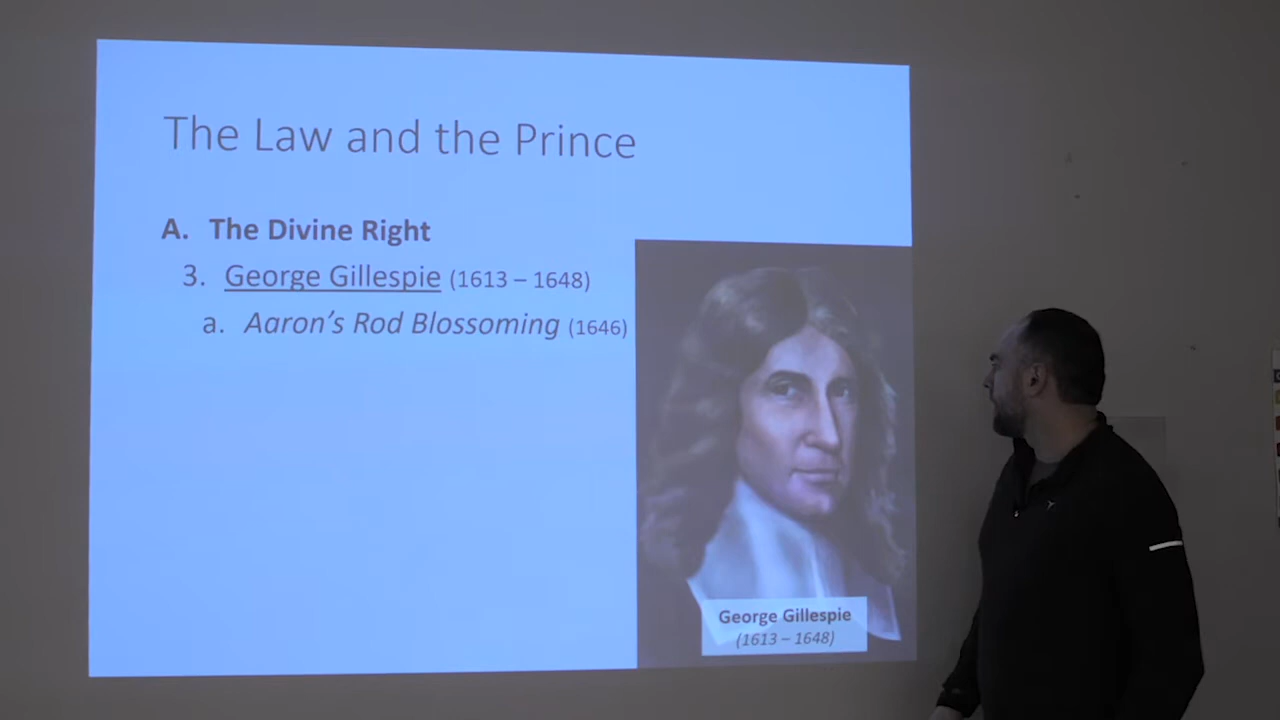 The Law and the Prince
A. The Divine Right
3. George Gillespie (1613 – 1648)
a. Aaron's Rod Blossoming (1646)
George Gillespie
(1613 – 1648)